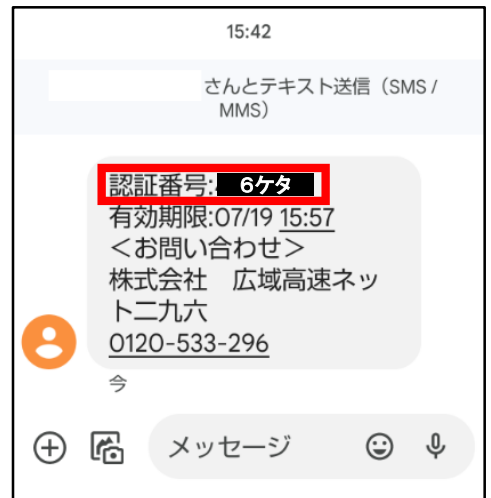 15:42
さんとテキスト送信（SMS /
MMS）
認証番号: 6ケタ
有効期限:07/19 15:57
＜お問い合わせ＞
株式会社　広域高速ネッ
ト二九六
0120-533-296
今
メッセージ